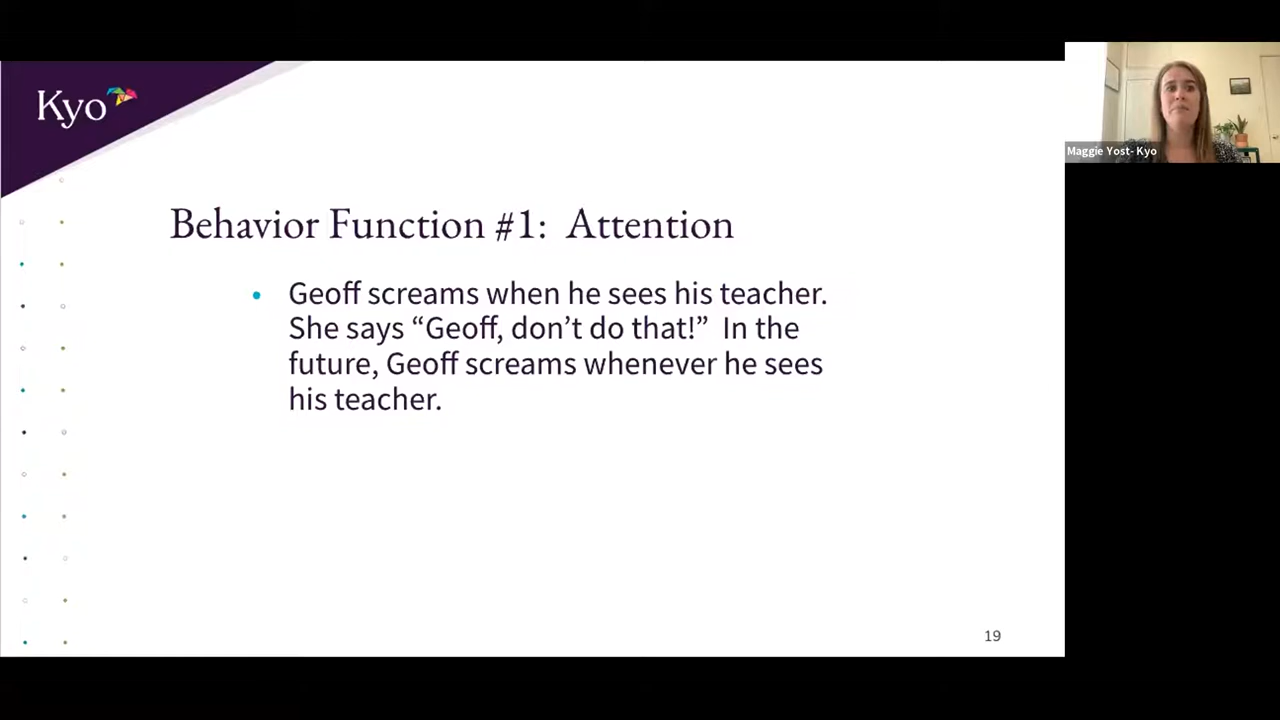 Kyo
Maggie Yost- Kyo
Behavior Function #1: Attention
• Geoff screams when he sees his teacher.
She says “Geoff, don’t do that!” In the
future, Geoff screams whenever he sees
his teacher.
19